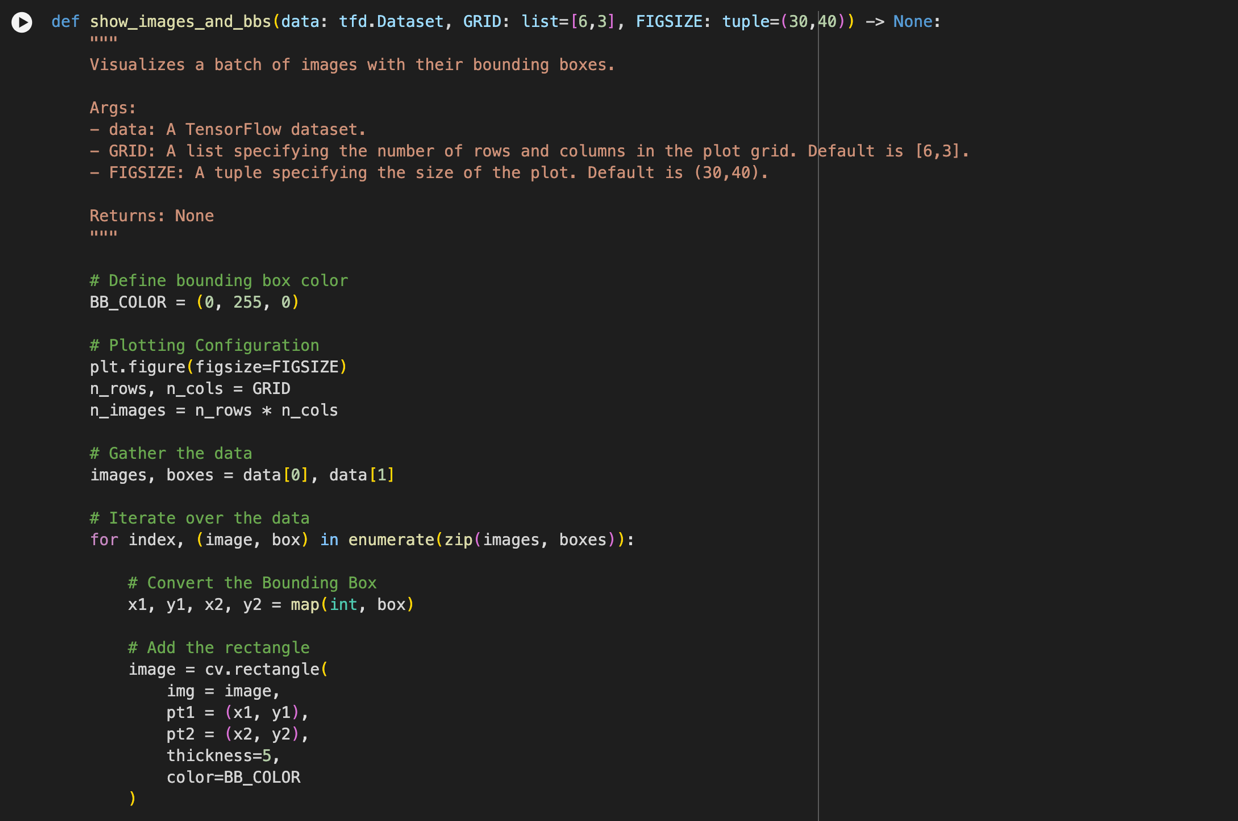 def show_images_and_bbs(data: tfd.Dataset, GRID: list=[6,3], FIGSIZE: tuple=(30,40)) -> None:
    """
    Visualizes a batch of images with their bounding boxes.

    Args:
    - data: A TensorFlow dataset.
    - GRID: A list specifying the number of rows and columns in the plot grid. Default is [6,3].
    - FIGSIZE: A tuple specifying the size of the plot. Default is (30,40).

    Returns: None
    """

    # Define bounding box color
    BB_COLOR = (0, 255, 0)

    # Plotting Configuration
    plt.figure(figsize=FIGSIZE)
    n_rows, n_cols = GRID
    n_images = n_rows * n_cols

    # Gather the data
    images, boxes = data[0], data[1]

    # Iterate over the data
    for index, (image, box) in enumerate(zip(images, boxes)):

        # Convert the Bounding Box
        x1, y1, x2, y2 = map(int, box)

        # Add the rectangle
        image = cv.rectangle(
            img = image,
            pt1 = (x1, y1),
            pt2 = (x2, y2),
            thickness=5,
            color=BB_COLOR
        )